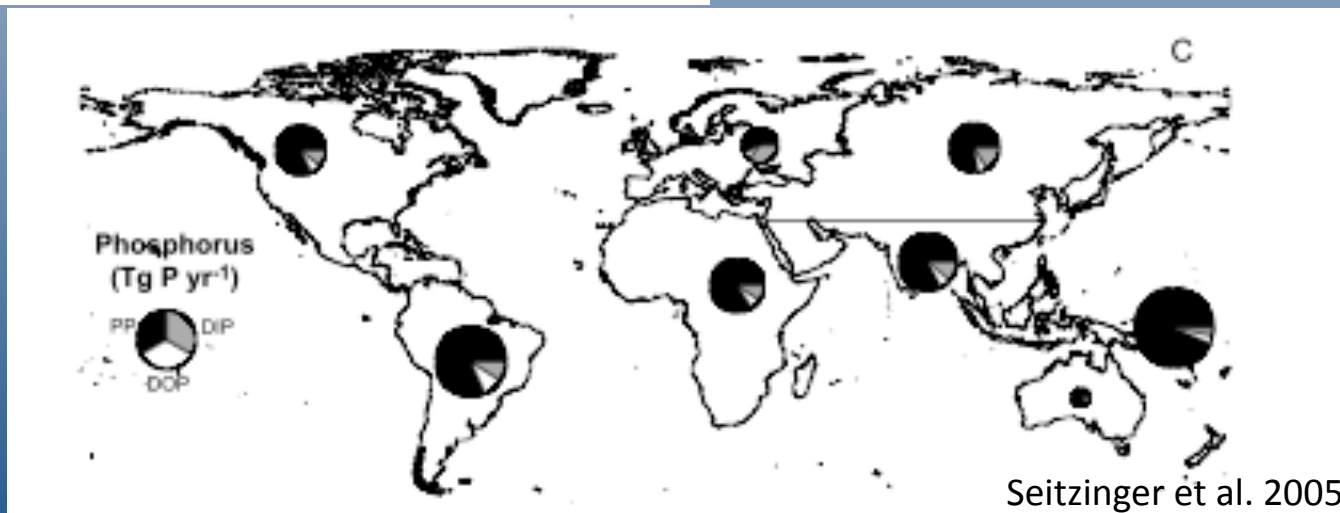 C
Phosphorus
(Tg P yr-1)
PP
DIP
DOP
Seitzinger et al. 2005